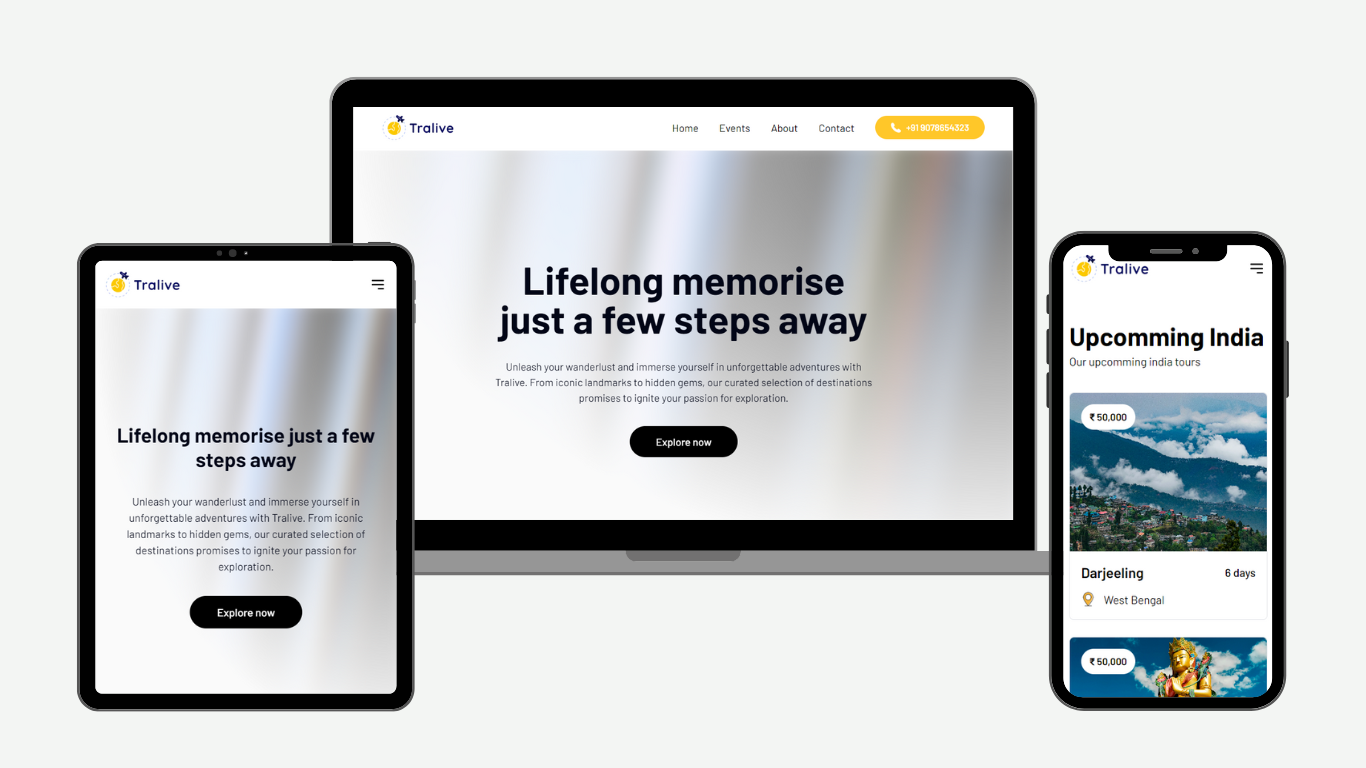 Tralive
Home Events About Contact +91 9078654323
Lifelong memorise
just a few steps away
Unleash your wanderlust and immerse yourself in unforgettable adventures with
Tralive. From iconic landmarks to hidden gems, our curated selection of destinations
promises to ignite your passion for exploration.
Explore now
Tralive
Lifelong memorise just a few
steps away
Unleash your wanderlust and immerse yourself in
unforgettable adventures with Tralive. From iconic
landmarks to hidden gems, our curated selection of
destinations promises to ignite your passion for
exploration.
Explore now
Tralive
Upcomming India
Our upcomming india tours
₹ 50,000
Darjeeling 6 days
West Bengal
₹ 50,000